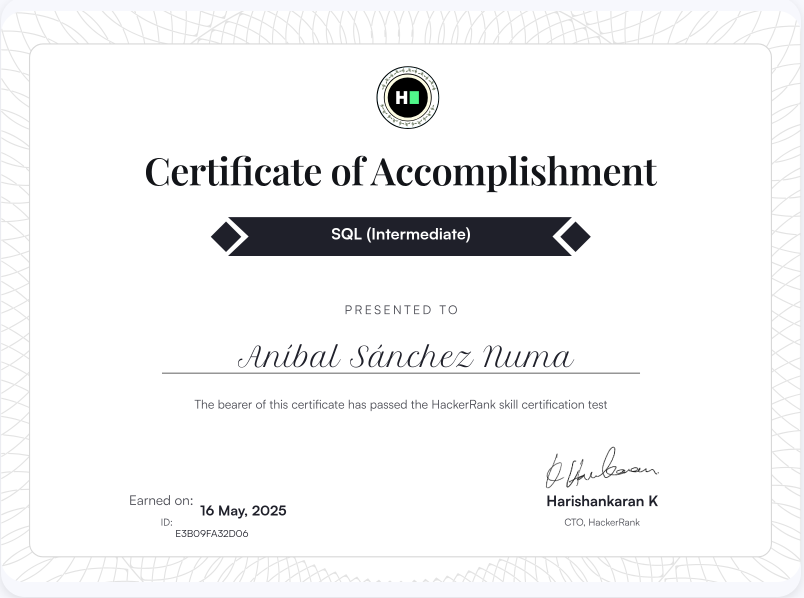 H
Certificate of Accomplishment
SQL (Intermediate)
PRESENTED TO
Aníbal Sánchez Numa
The bearer of this certificate has passed the HackerRank skill certification test
Earned on: 16 May, 2025
ID: E3B09FA32D06
Harishankaran K
CTO, HackerRank